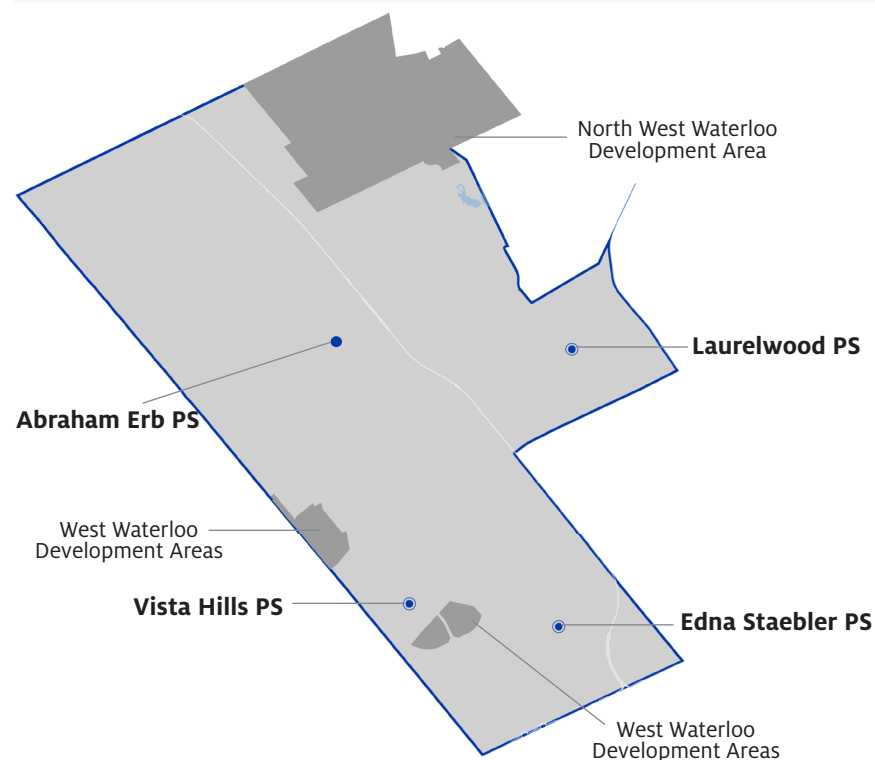 North West Waterloo
Development Area
Laurelwood PS
Abraham Erb PS
West Waterloo
Development Areas
Vista Hills PS
Edna Staebler PS
West Waterloo
Development Areas